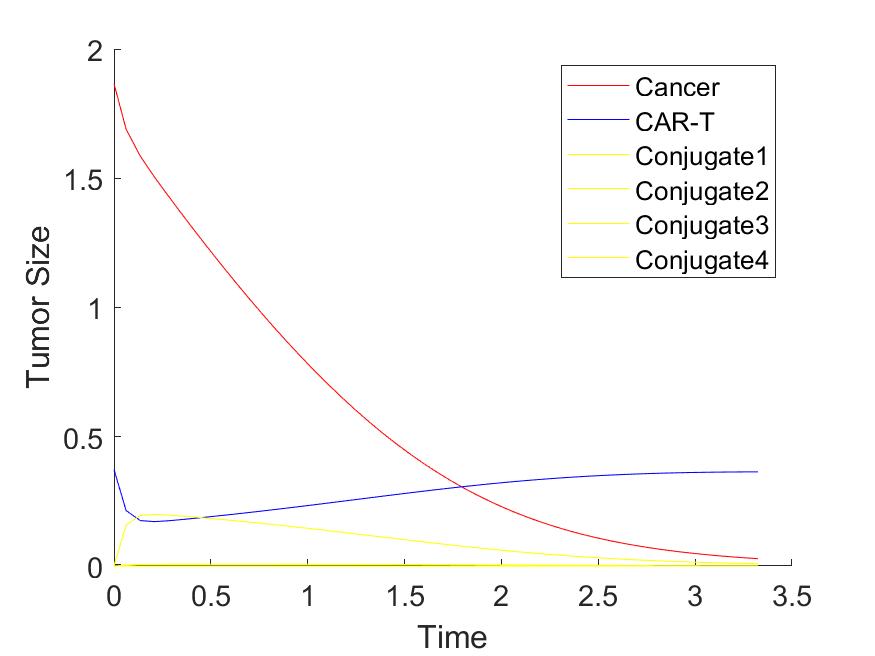 2
1.5
1
0.5
0
Tumor Size
Cancer
CAR-T
Conjugate1
Conjugate2
Conjugate3
Conjugate4
0 0.5 1 1.5 2 2.5 3 3.5
Time